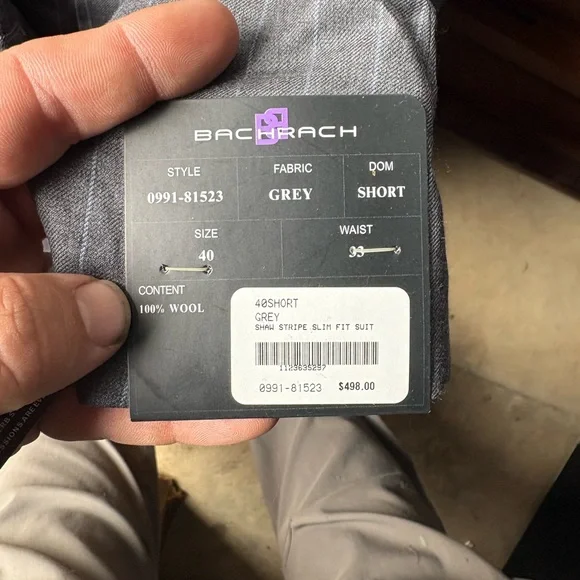 BACHRACH
STYLE FABRIC DOM
0991-81523 GREY SHORT
SIZE WAIST
40
CONTENT
100% WOOL
40SHORT
GREY
SHAW STRIPE SLIM FIT SUIT
1123635297
0991-81523 $498.00